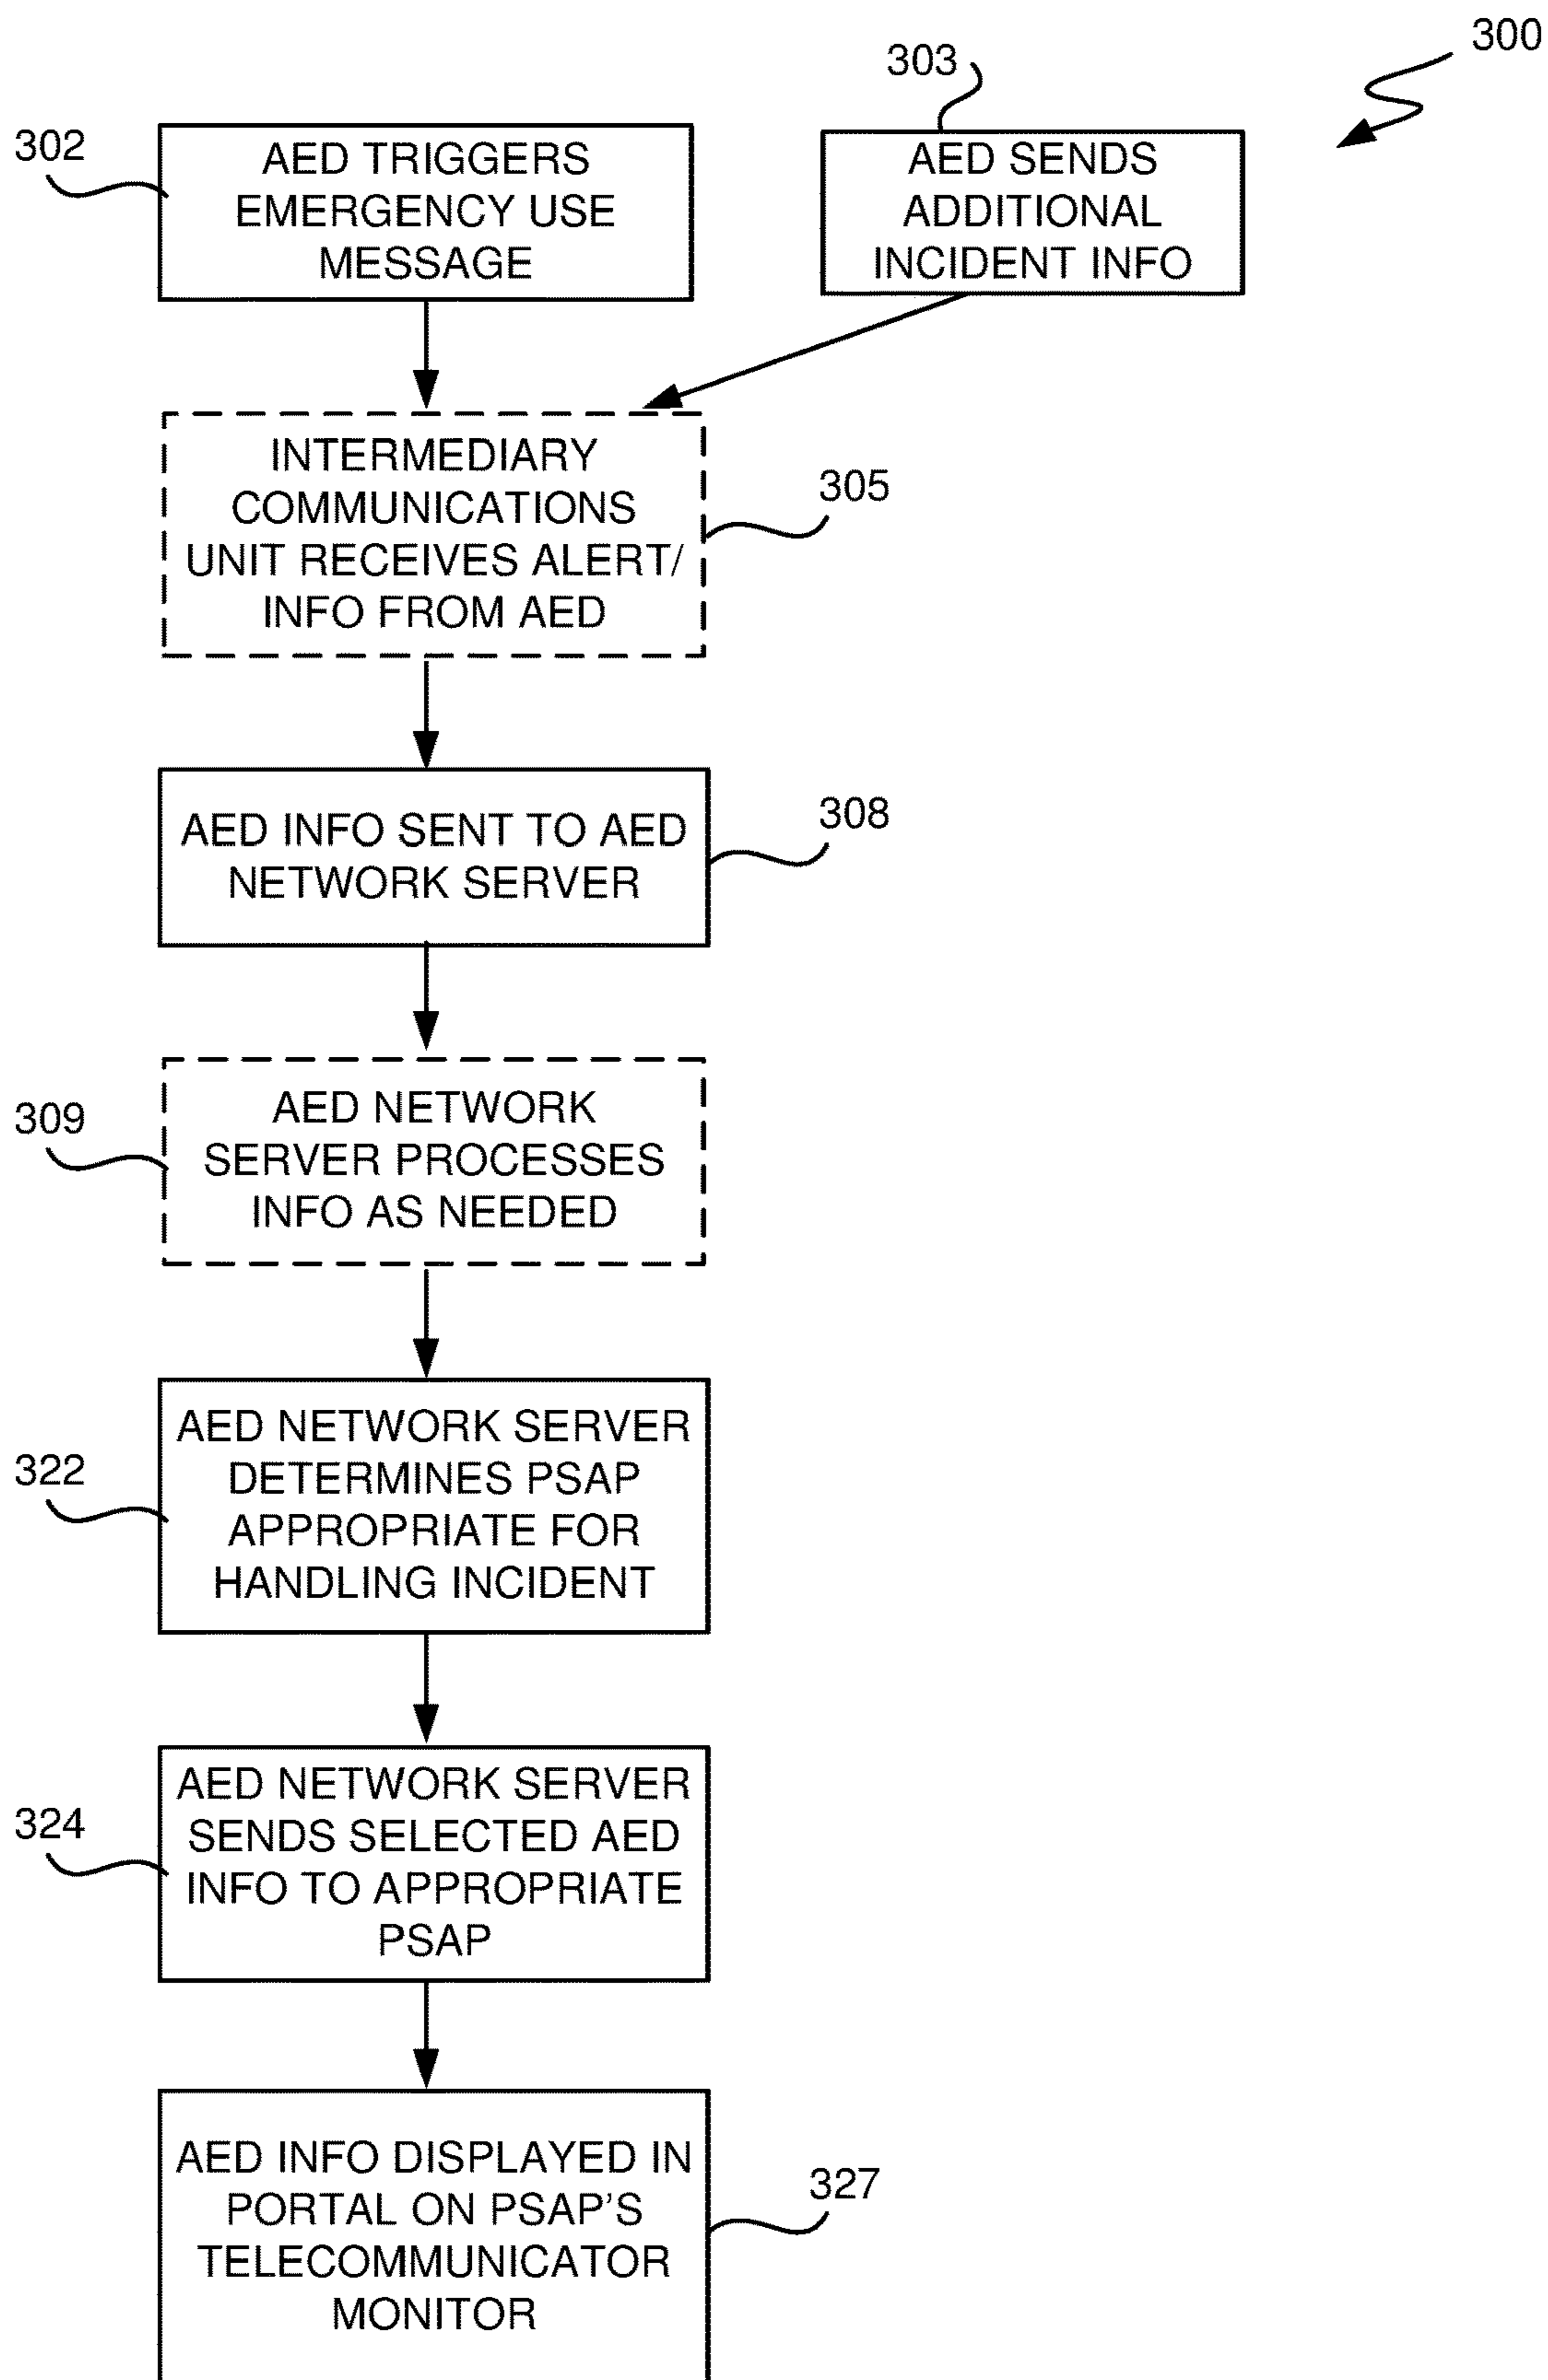 300
303
302
AED TRIGGERS
EMERGENCY USE
MESSAGE
AED SENDS
ADDITIONAL
INCIDENT INFO
INTERMEDIARY
COMMUNICATIONS
UNIT RECEIVES ALERT/
INFO FROM AED
305
AED INFO SENT TO AED
NETWORK SERVER
308
309
AED NETWORK
SERVER PROCESSES
INFO AS NEEDED
322
AED NETWORK SERVER
DETERMINES PSAP
APPROPRIATE FOR
HANDLING INCIDENT
324
AED NETWORK SERVER
SENDS SELECTED AED
INFO TO APPROPRIATE
PSAP
AED INFO DISPLAYED IN
PORTAL ON PSAP'S
TELECOMMUNICATOR
MONITOR
327